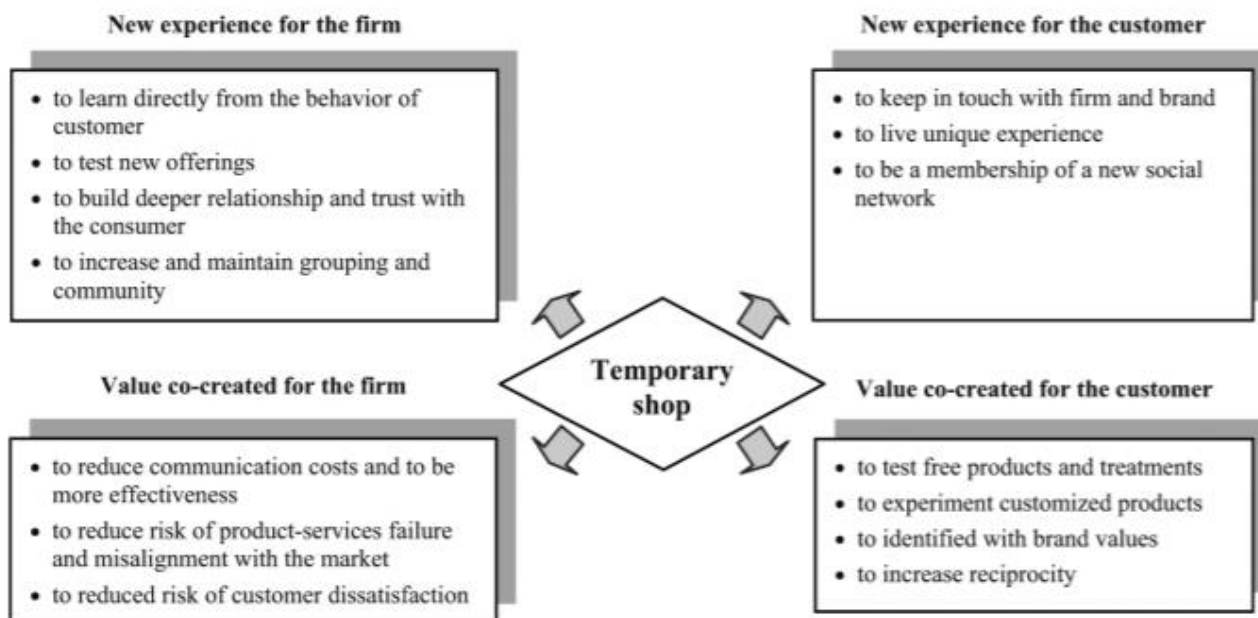 New experience for the firm
• to learn directly from the behavior of
customer
• to test new offerings
• to build deeper relationship and trust with
the consumer
• to increase and maintain grouping and
community
New experience for the customer
• to keep in touch with firm and brand
• to live unique experience
• to be a membership of a new social
network
Temporary
shop
Value co-created for the firm
• to reduce communication costs and to be
more effectiveness
• to reduce risk of product-services failure
and misalignment with the market
• to reduced risk of customer dissatisfaction
Value co-created for the customer
• to test free products and treatments
• to experiment customized products
• to identified with brand values
• to increase reciprocity